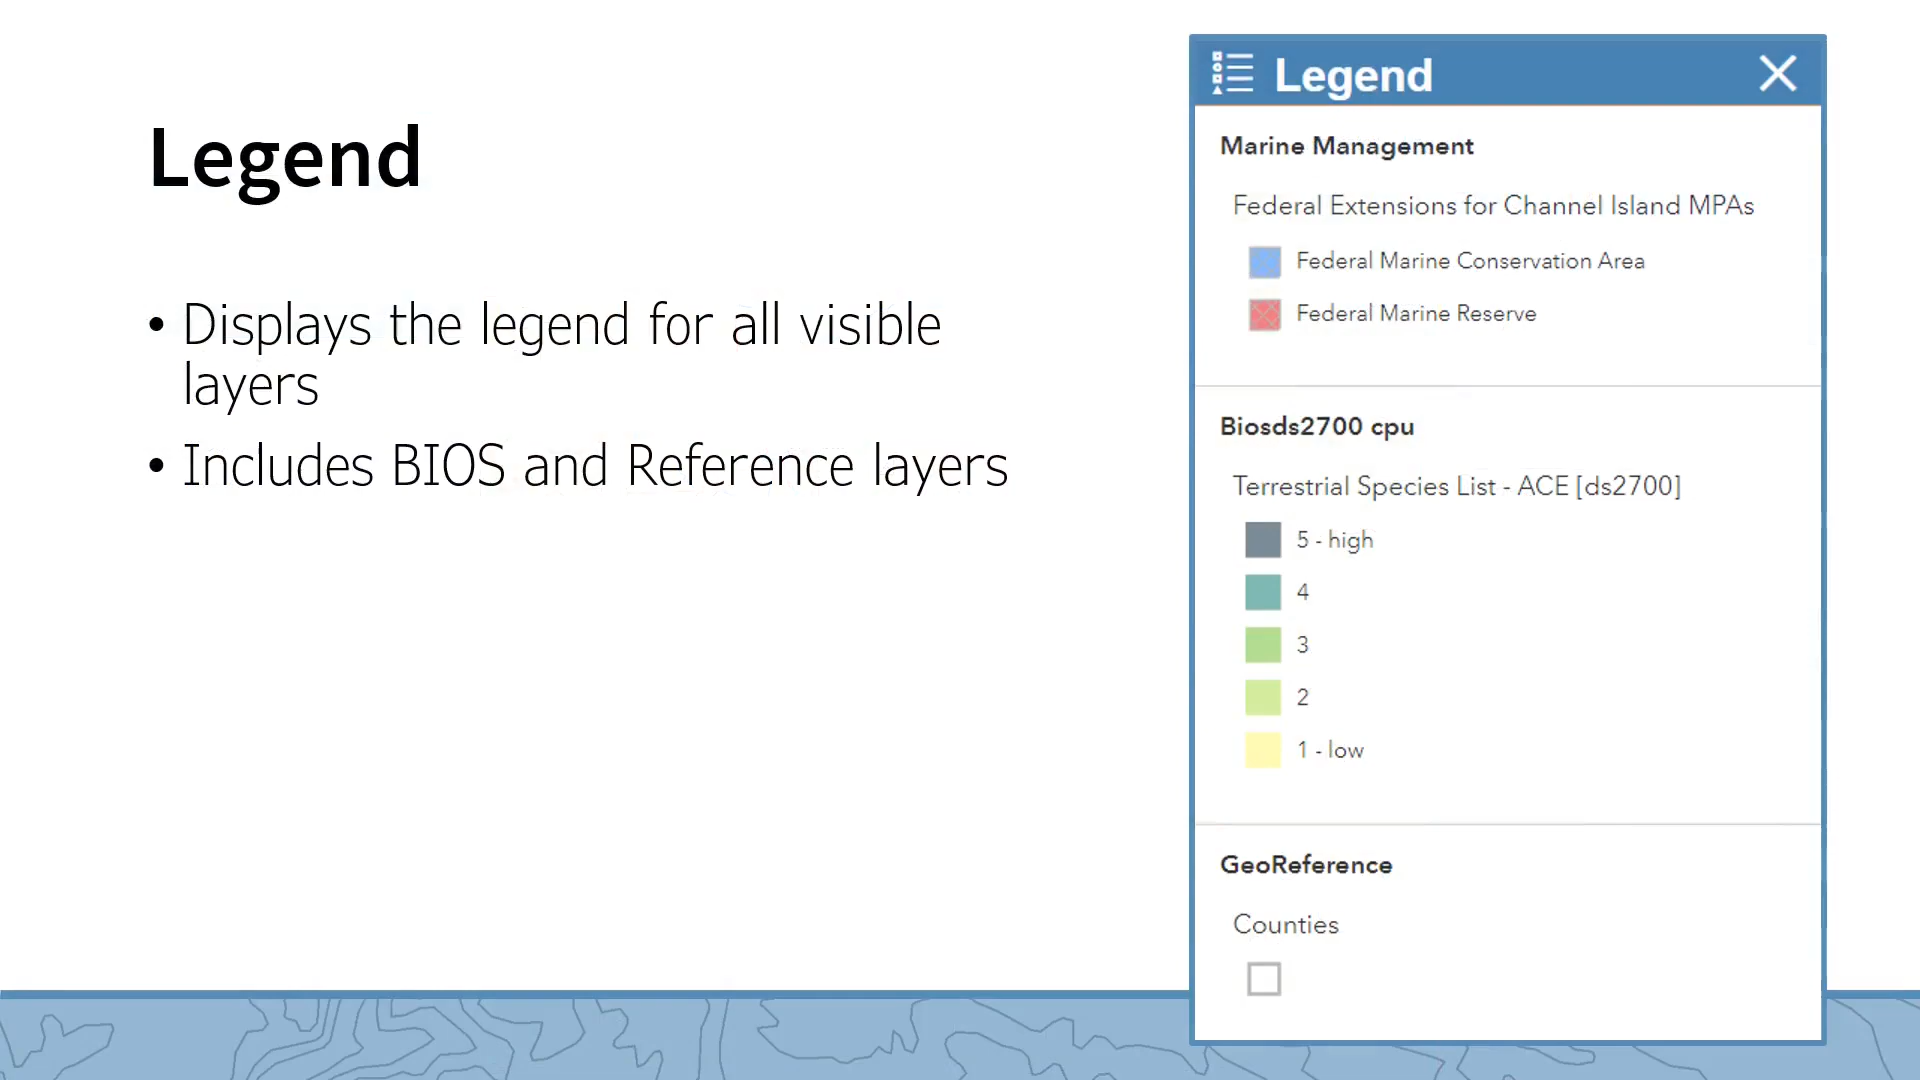 Legend
• Displays the legend for all visible
layers
• Includes BIOS and Reference layers
Legend
Marine Management
Federal Extensions for Channel Island MPAs
Federal Marine Conservation Area
Federal Marine Reserve
Biosds2700 cpu
Terrestrial Species List - ACE [ds2700]
5 - high
4
3
2
1 - low
GeoReference
Counties